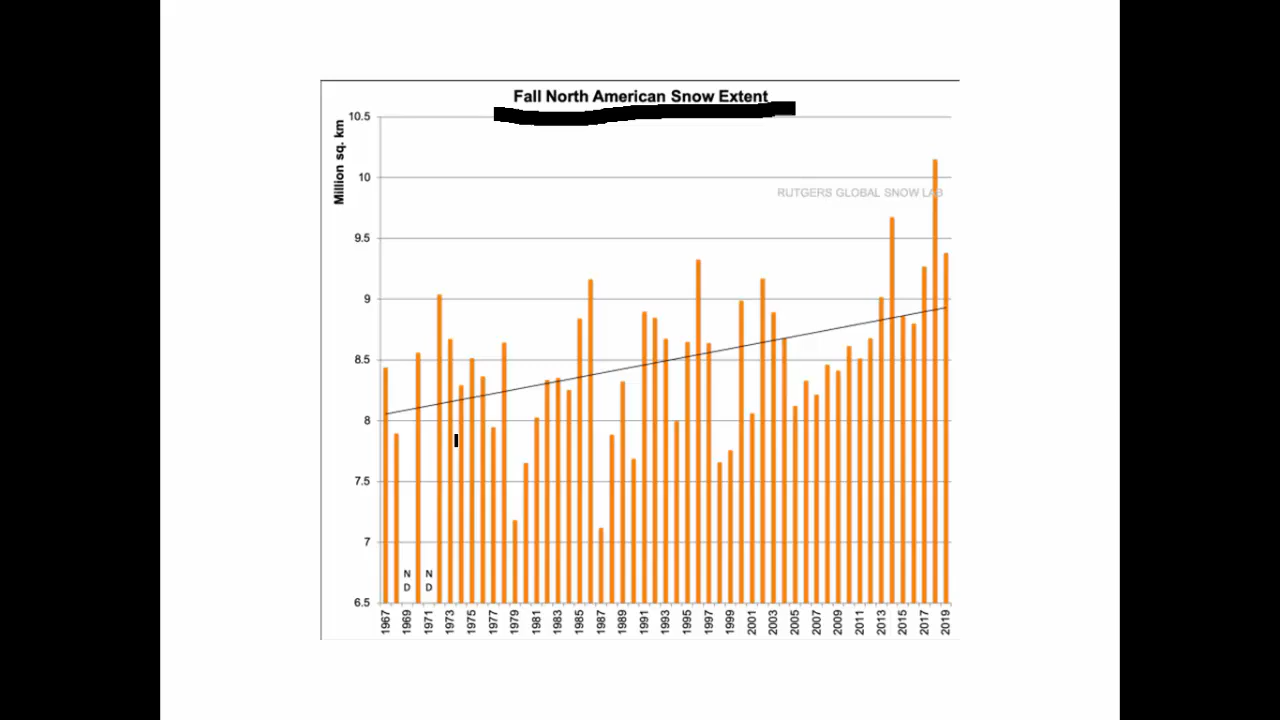 Fall North American Snow Extent
Million sq. km
10.5
10
9.5
9
8.5
8
7.5
7
6.5
RUTGERS GLOBAL SNOW LAB
N N
D D
1967 1969 1971 1973 1975 1977 1979 1981 1983 1985 1987 1989 1991 1993 1995 1997 1999 2001 2003 2005 2007 2009 2011 2013 2015 2017 2019